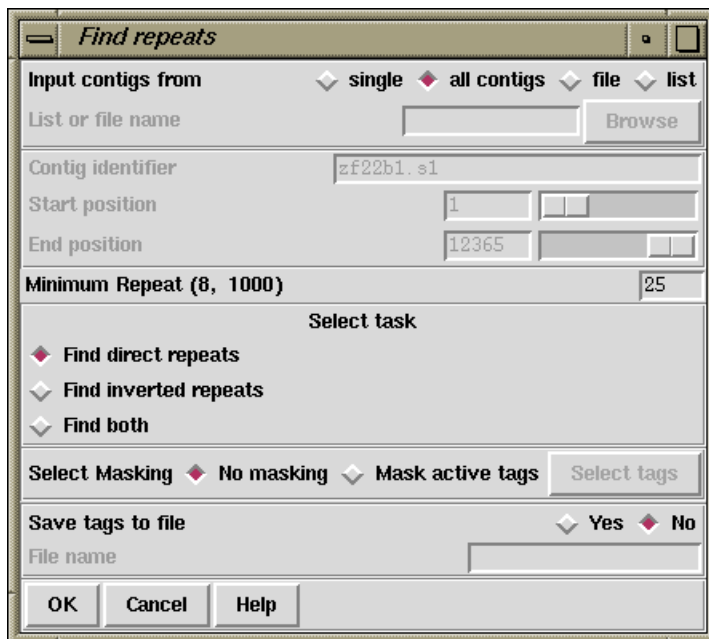 Find repeats
Input contigs from single all contigs file list
List or file name Browse
Contig identifier zf22b1.s1
Start position 1
End position 12365
Minimum Repeat (8, 1000) 25
Select task
Find direct repeats
Find inverted repeats
Find both
Select Masking No masking Mask active tags Select tags
Save tags to file Yes No
File name
OK Cancel Help